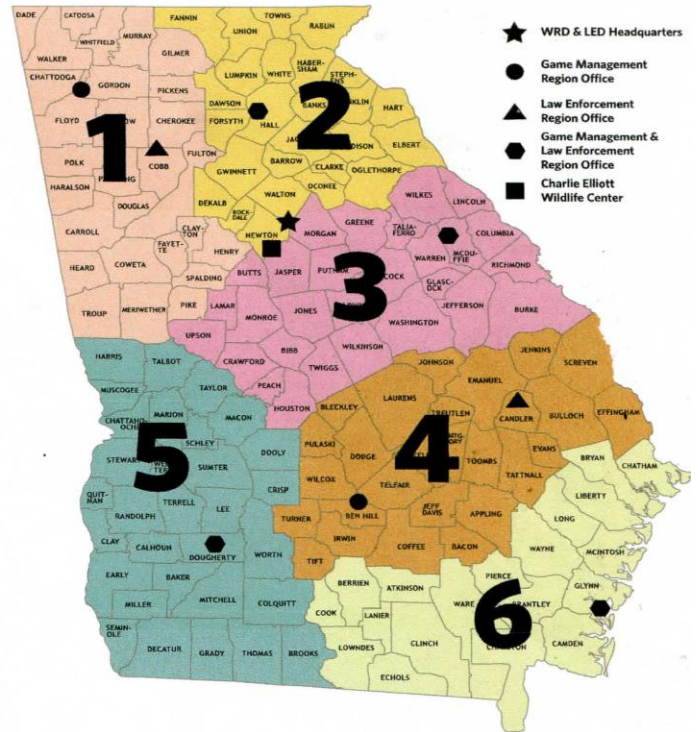 DADE
CATOOSA
WHITFIELD
MURRAY
FANNIN
GILMER
WALKER
CHATTOOGA
GORDON
PICKENS
FLOYD
CHEROKEE
1
POLK
COBB
FULTON
HARALSON
DOUGLAS
CARROLL
CLAY-
TON
FAYET-
TE
HENRY
HEARD
COWETA
SPALDING
TROUP
MERIWETHER
PIKE
UNION
TOWNS
RABUN
LUMPKIN
WHITE
HABER-
SHAM
STEPH-
ENS
DAWSON
BANKS
HART
FORSYTH
HALL
2
ELBERT
GWINNETT
BARROW
CLARKE
OGLETHORPE
OCONEE
WALTON
DEKALB
ROCK-
DALE
NEWTON
WILKES
LINCOLN
GREENE
MORGAN
TALIA-
FERRO
COLUMBIA
WARREN
MCDU-
FFIE
RICHMOND
BUTTS
JASPER
3
GLASC-
OCK
LAMAR
MONROE
JONES
JEFFERSON
BURKE
WASHINGTON
UPSON
BIBB
WILKINSON
CRAWFORD
TWIGGS
PEACH
HOUSTON
JOHNSON
JENKINS
SCREVEN
EMANUEL
LAURENS
BLECKLEY
CANDLER
BULLOCH
EFFINGHAM
PULASKI
DODGE
4
EVANS
TOOMBS
TATTNALL
WILCOX
TELFAIR
BEN HILL
JEFF
DAVIS
APPLING
TURNER
IRWIN
COFFEE
BACON
TIFT
HARRIS
TALBOT
MUSCOGEE
TAYLOR
MARION
MACON
SCHLEY
5
DOOLY
SUMTER
CRISP
QUIT-
MAN
TERRELL
LEE
RANDOLPH
CLAY
CALHOUN
DOUGHERTY
WORTH
EARLY
BAKER
MILLER
MITCHELL
COLQUITT
SEMIN-
OLE
DECATUR
GRADY
THOMAS
BROOKS
BRYAN
CHATHAM
LIBERTY
LONG
WAYNE
MCINTOSH
BERRIEN
PIERCE
ATKINSON
COOK
WARE
6
GLYNN
LANIER
LOWNDES
CLINCH
CAMDEN
ECHOLS
WRD & LED Headquarters
Game Management
Region Office
Law Enforcement
Region Office
Game Management &
Law Enforcement
Region Office
Charlie Elliott
Wildlife Center